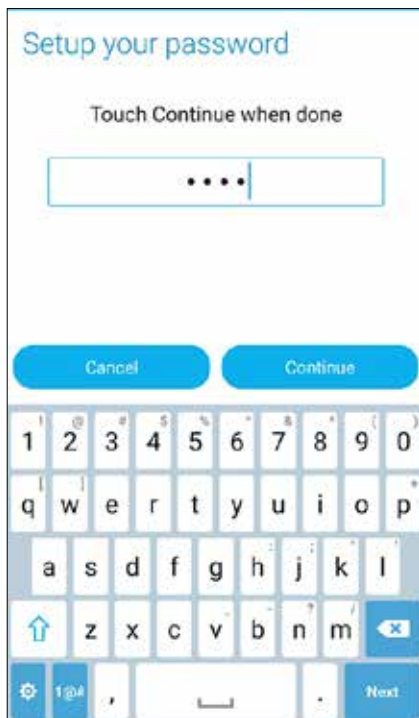 Setup your password
Touch Continue when done
••••
Cancel Continue
1 2 3 4 5 6 7 8 9 0
q w e r t y u i o p
a s d f g h j k l
z x c v b n m
1@# , . Next